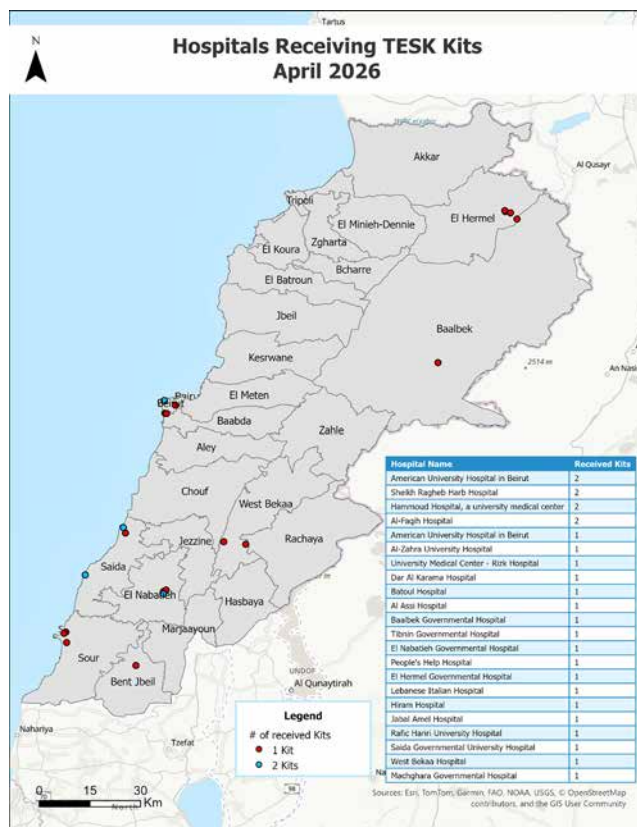 Tartus
N
Hospitals Receiving TESK Kits
April 2026
Akkar
Al Qusayr
Tripoli
El Hermel
El Minieh-Dennie
Zgharta
El Koura
Bcharre
El Batroun
Jbeil
Baalbek
Kesrwane
2514 m
An Nasi
El Meten
Beirut
Baabda
Zahle
Aley
Chouf
West Bekaa
Jezzine
Rachaya
Saida
El Nabatieh
Hasbaya
Marjaayoun
Sour
Bent Jbeil
UNDOF
Al Qunaytirah
Nahariya
Tzefat
Na
98
North
Hospital Name Received Kits
American University Hospital in Beirut 2
Sheikh Ragheb Harb Hospital 2
Hammoud Hospital, a university medical center 2
Al-Faqih Hospital 2
American University Hospital in Beirut 1
Al-Zahra University Hospital 1
University Medical Center - Rizk Hospital 1
Dar Al Karama Hospital 1
Batoul Hospital 1
Al Assi Hospital 1
Baalbek Governmental Hospital 1
Tibnin Governmental Hospital 1
El Nabatieh Governmental Hospital 1
People's Help Hospital 1
El Hermel Governmental Hospital 1
Lebanese Italian Hospital 1
Hiram Hospital 1
Jabal Amel Hospital 1
Rafic Hariri University Hospital 1
Saida Governmental University Hospital 1
West Bekaa Hospital 1
Machghara Governmental Hospital 1
Legend
# of received Kits
1 Kit
2 Kits
0 15 30
Km
Sources: Esri, TomTom, Garmin, FAO, NOAA, USGS, © OpenStreetMap
contributors, and the GIS User Community